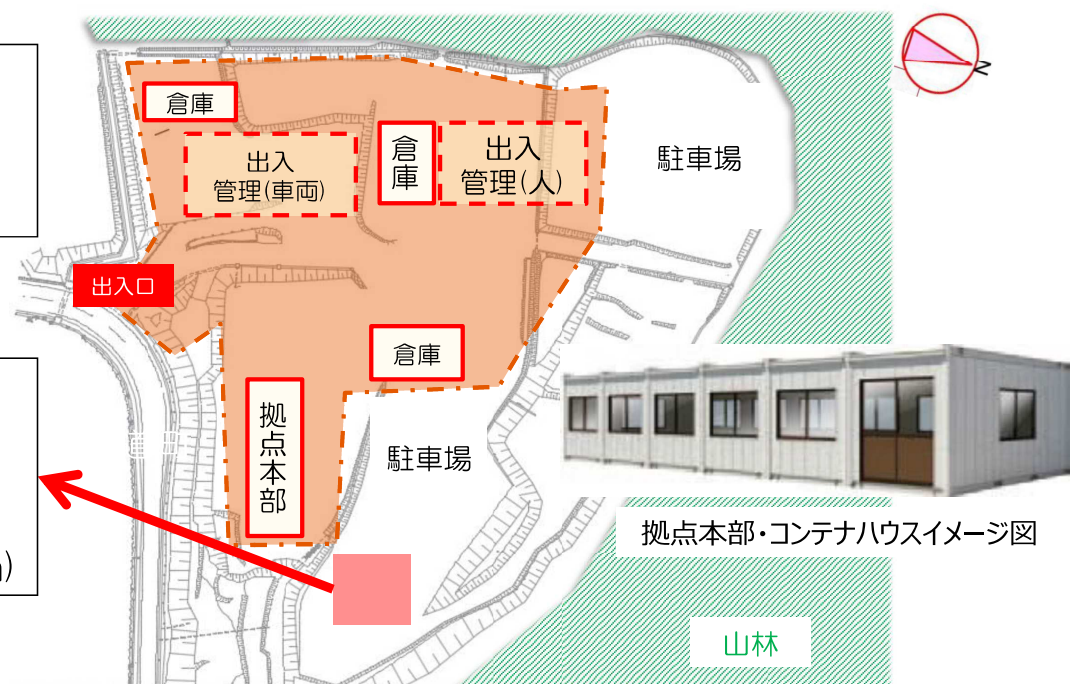 倉庫
出入
管理(車両)
倉庫
出入
管理(人)
駐車場
N
出入口
倉庫
拠点本部
駐車場
拠点本部・コンテナハウスイメージ図
山林
)